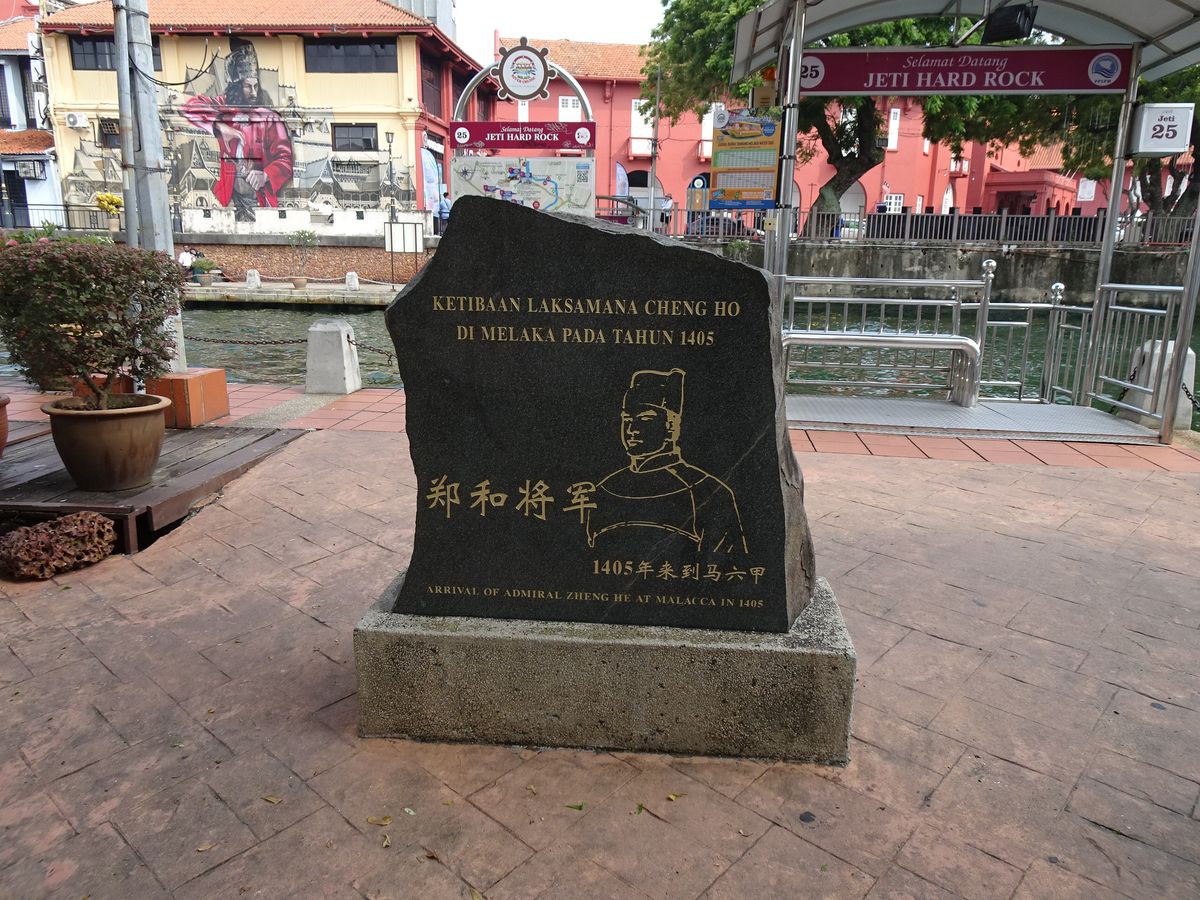 Selamat Datang
25 JETI HARD ROCK
Selamat Datang
25 JETI HARD ROCK
Jeti
25
KETIBAAN LAKSAMANA CHENG HO
DI MELAKA PADA TAHUN 1405
郑和将军
1405年来到马六甲
ARRIVAL OF ADMIRAL ZHENG HE AT MALACCA IN 1405